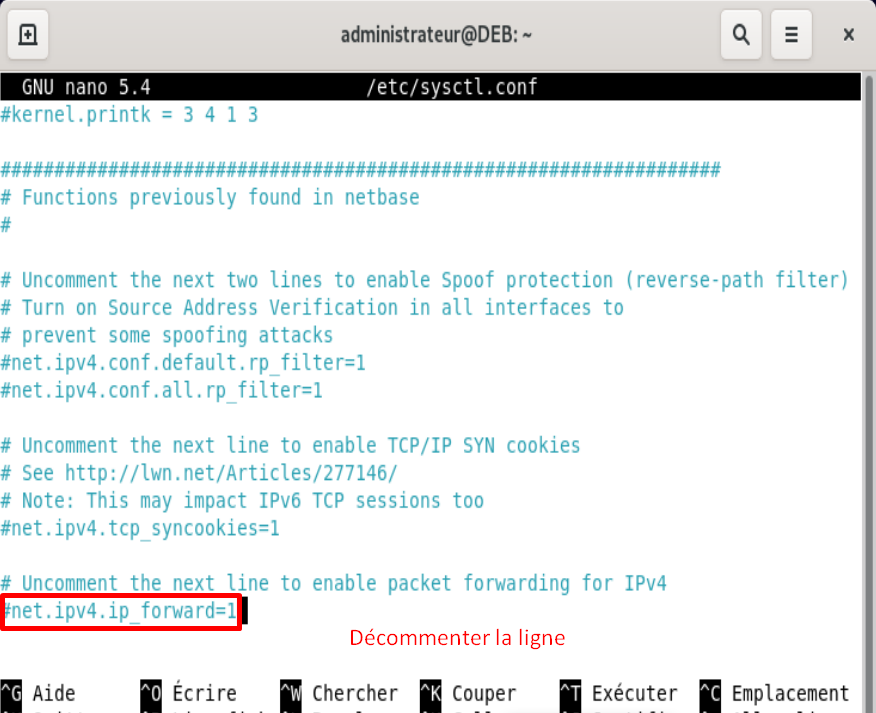 administrateur@DEB: ~
GNU nano 5.4 /etc/sysctl.conf
#kernel.printk = 3 4 1 3
###################################################################
# Functions previously found in netbase
#
# Uncomment the next two lines to enable Spoof protection (reverse-path filter)
# Turn on Source Address Verification in all interfaces to
# prevent some spoofing attacks
#net.ipv4.conf.default.rp_filter=1
#net.ipv4.conf.all.rp_filter=1
# Uncomment the next line to enable TCP/IP SYN cookies
# See http://lwn.net/Articles/277146/
# Note: This may impact IPv6 TCP sessions too
#net.ipv4.tcp_syncookies=1
# Uncomment the next line to enable packet forwarding for IPv4
#net.ipv4.ip_forward=1
Décommenter la ligne
^G Aide ^O Écrire ^W Chercher ^K Couper ^T Exécuter ^C Emplacement